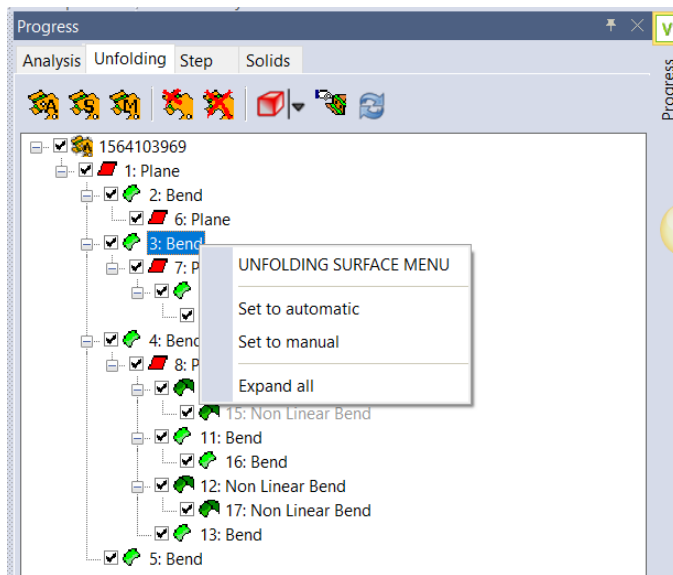 Progress
Analysis Unfolding Step Solids
Progress
1564103969
1: Plane
2: Bend
6: Plane
3: Bend
7: P
UNFOLDING SURFACE MENU
Set to automatic
Set to manual
Expand all
4: Bend
8: P
15: Non Linear Bend
11: Bend
16: Bend
12: Non Linear Bend
17: Non Linear Bend
13: Bend
5: Bend